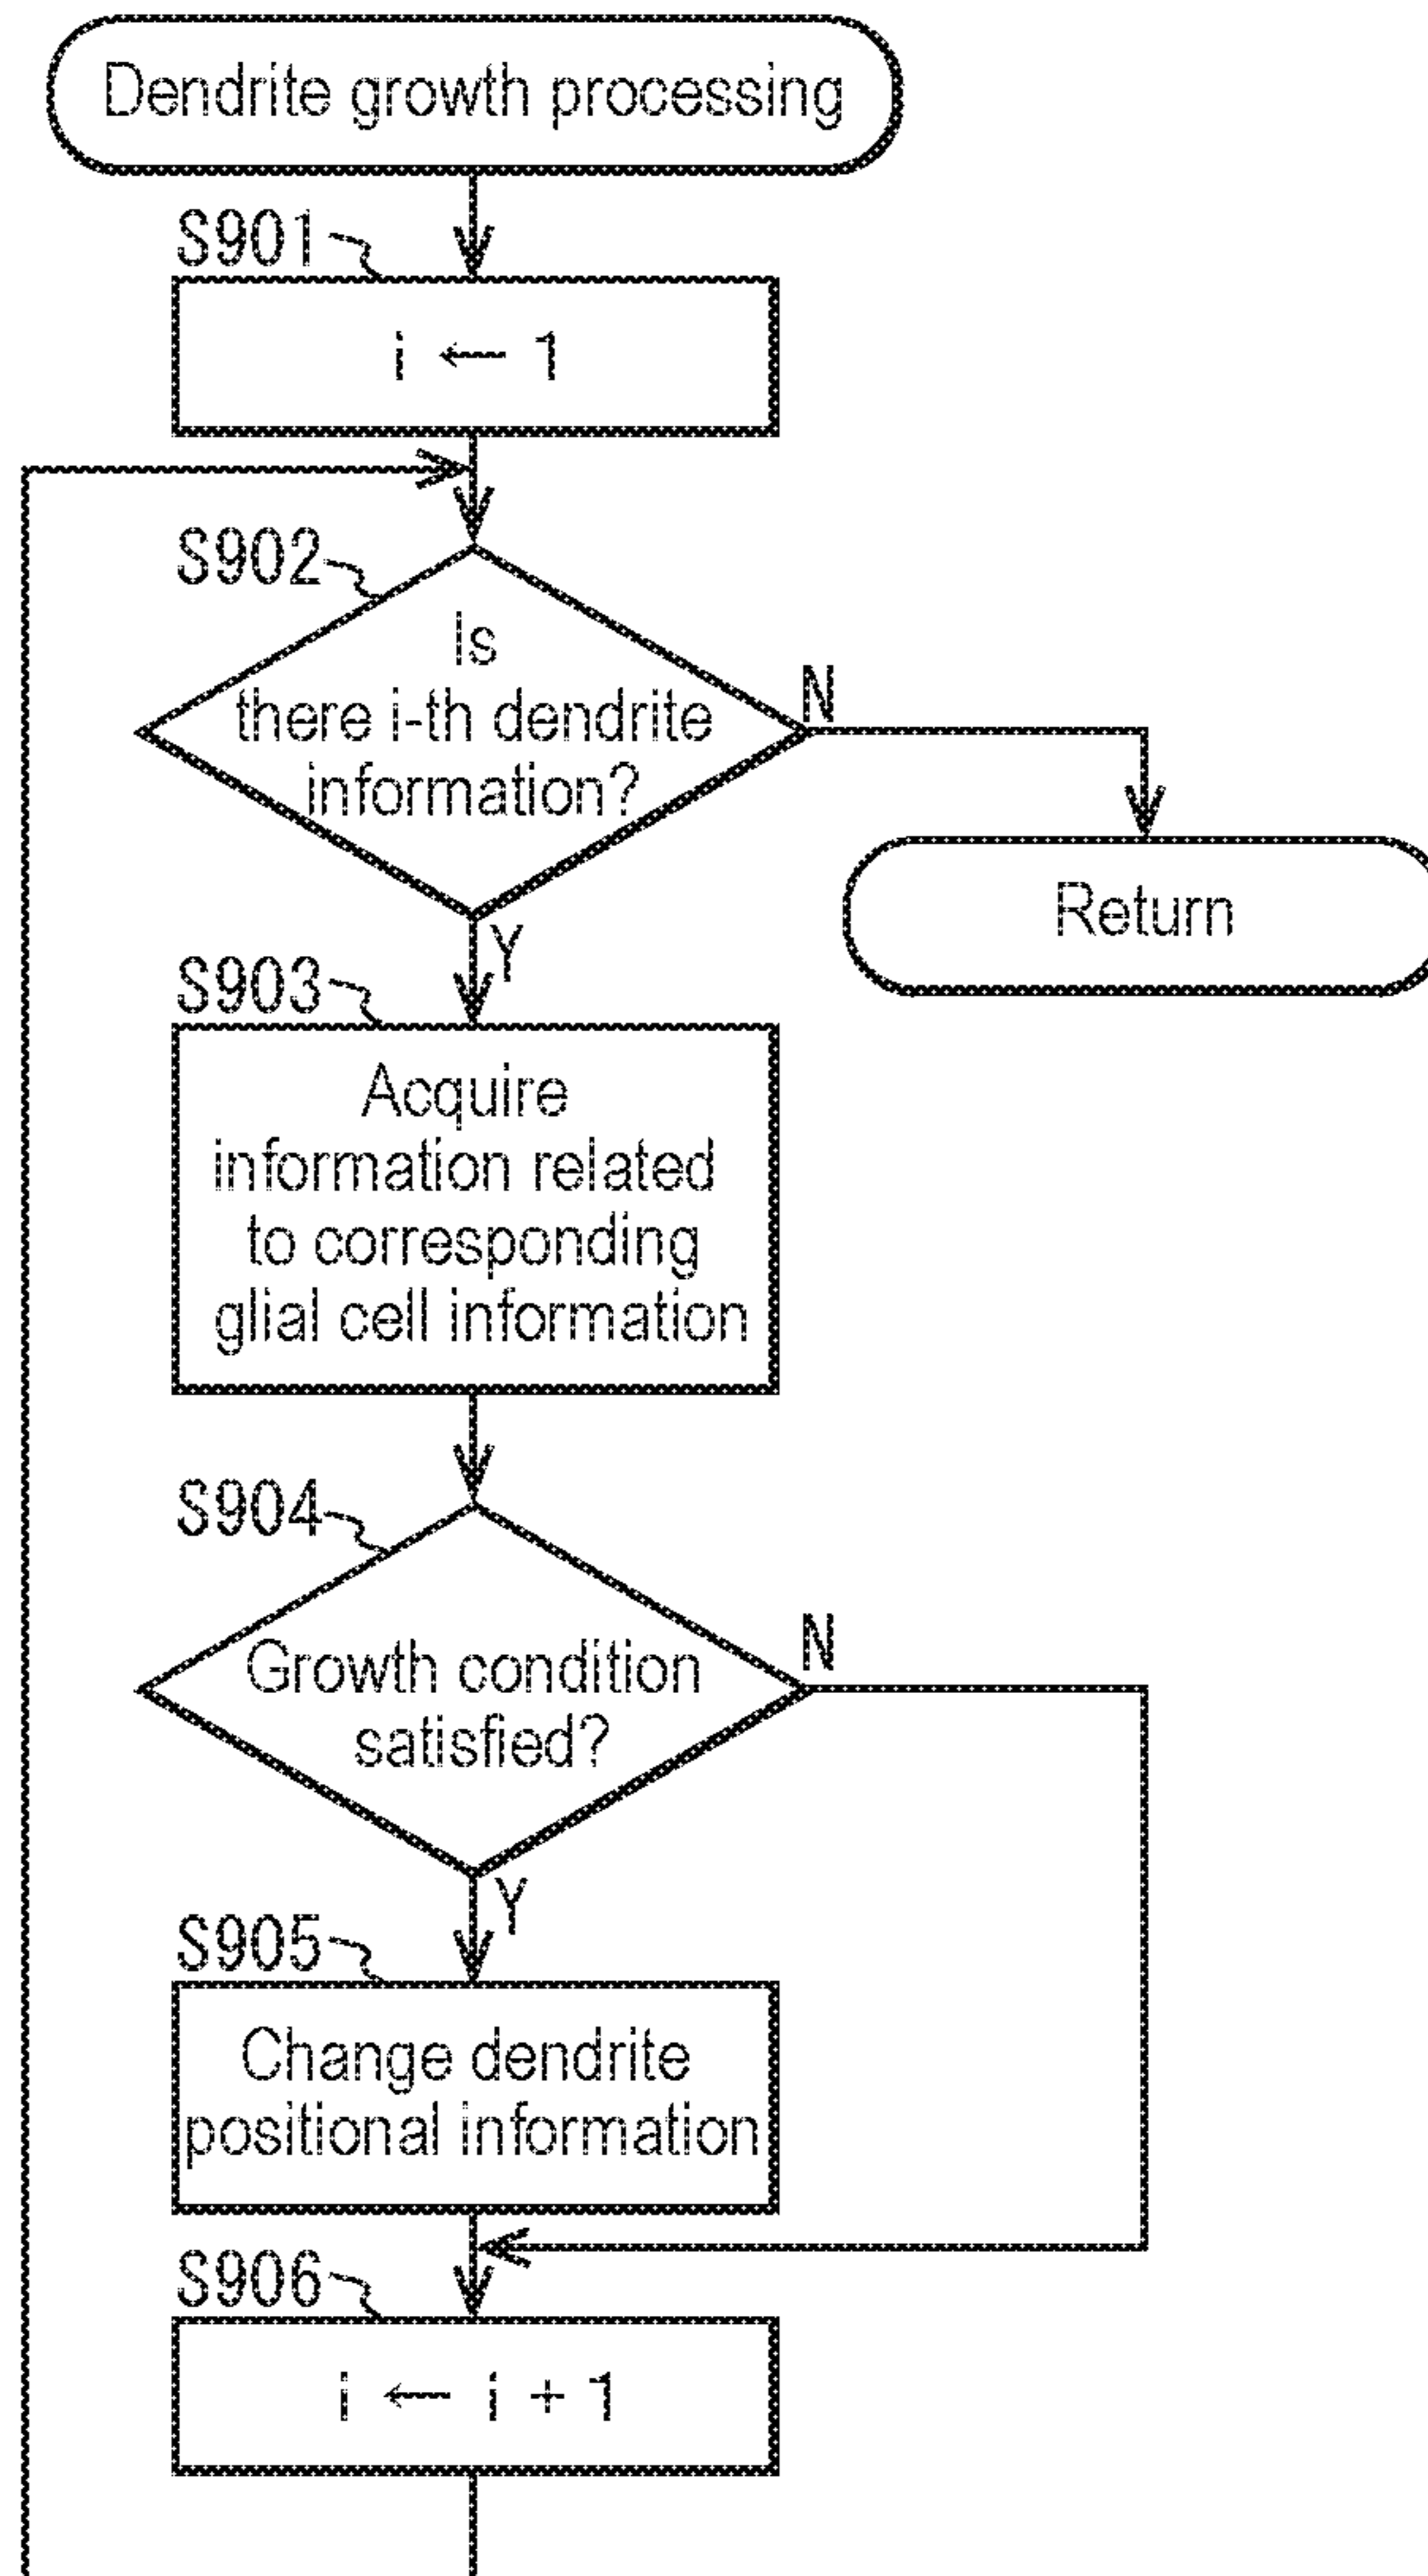 Dendrite growth processing
S901
i ← 1
S902
Is
there i-th dendrite
information?
N
Return
Y
S903
Acquire
information related
to corresponding
glial cell information
S904
Growth condition
satisfied?
N
Y
S905
Change dendrite
positional information
S906
i ← i + 1